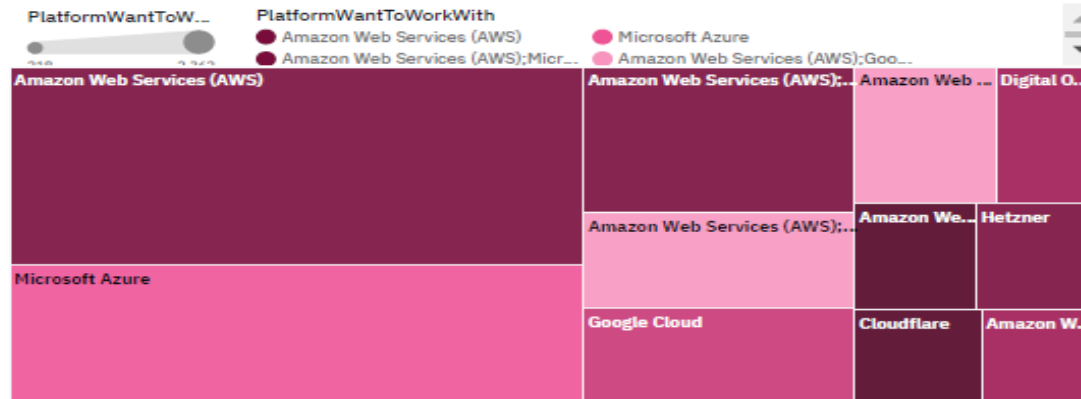 PlatformWantToW...
PlatformWantToWorkWith
Amazon Web Services (AWS)
Microsoft Azure
Amazon Web Services (AWS);Micr...
Amazon Web Services (AWS);Goo...
Amazon Web Services (AWS)
Amazon Web Services (AWS);...
Amazon Web ...
Digital O...
Amazon Web Services (AWS);...
Amazon We...
Hetzner
Microsoft Azure
Google Cloud
Cloudflare
Amazon W...